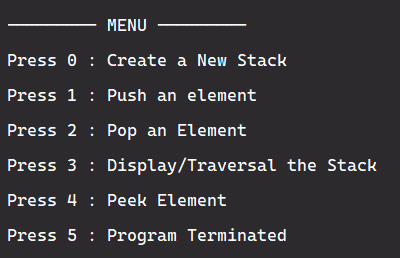 ————————— MENU —————————
Press 0 : Create a New Stack
Press 1 : Push an element
Press 2 : Pop an Element
Press 3 : Display/Traversal the Stack
Press 4 : Peek Element
Press 5 : Program Terminated